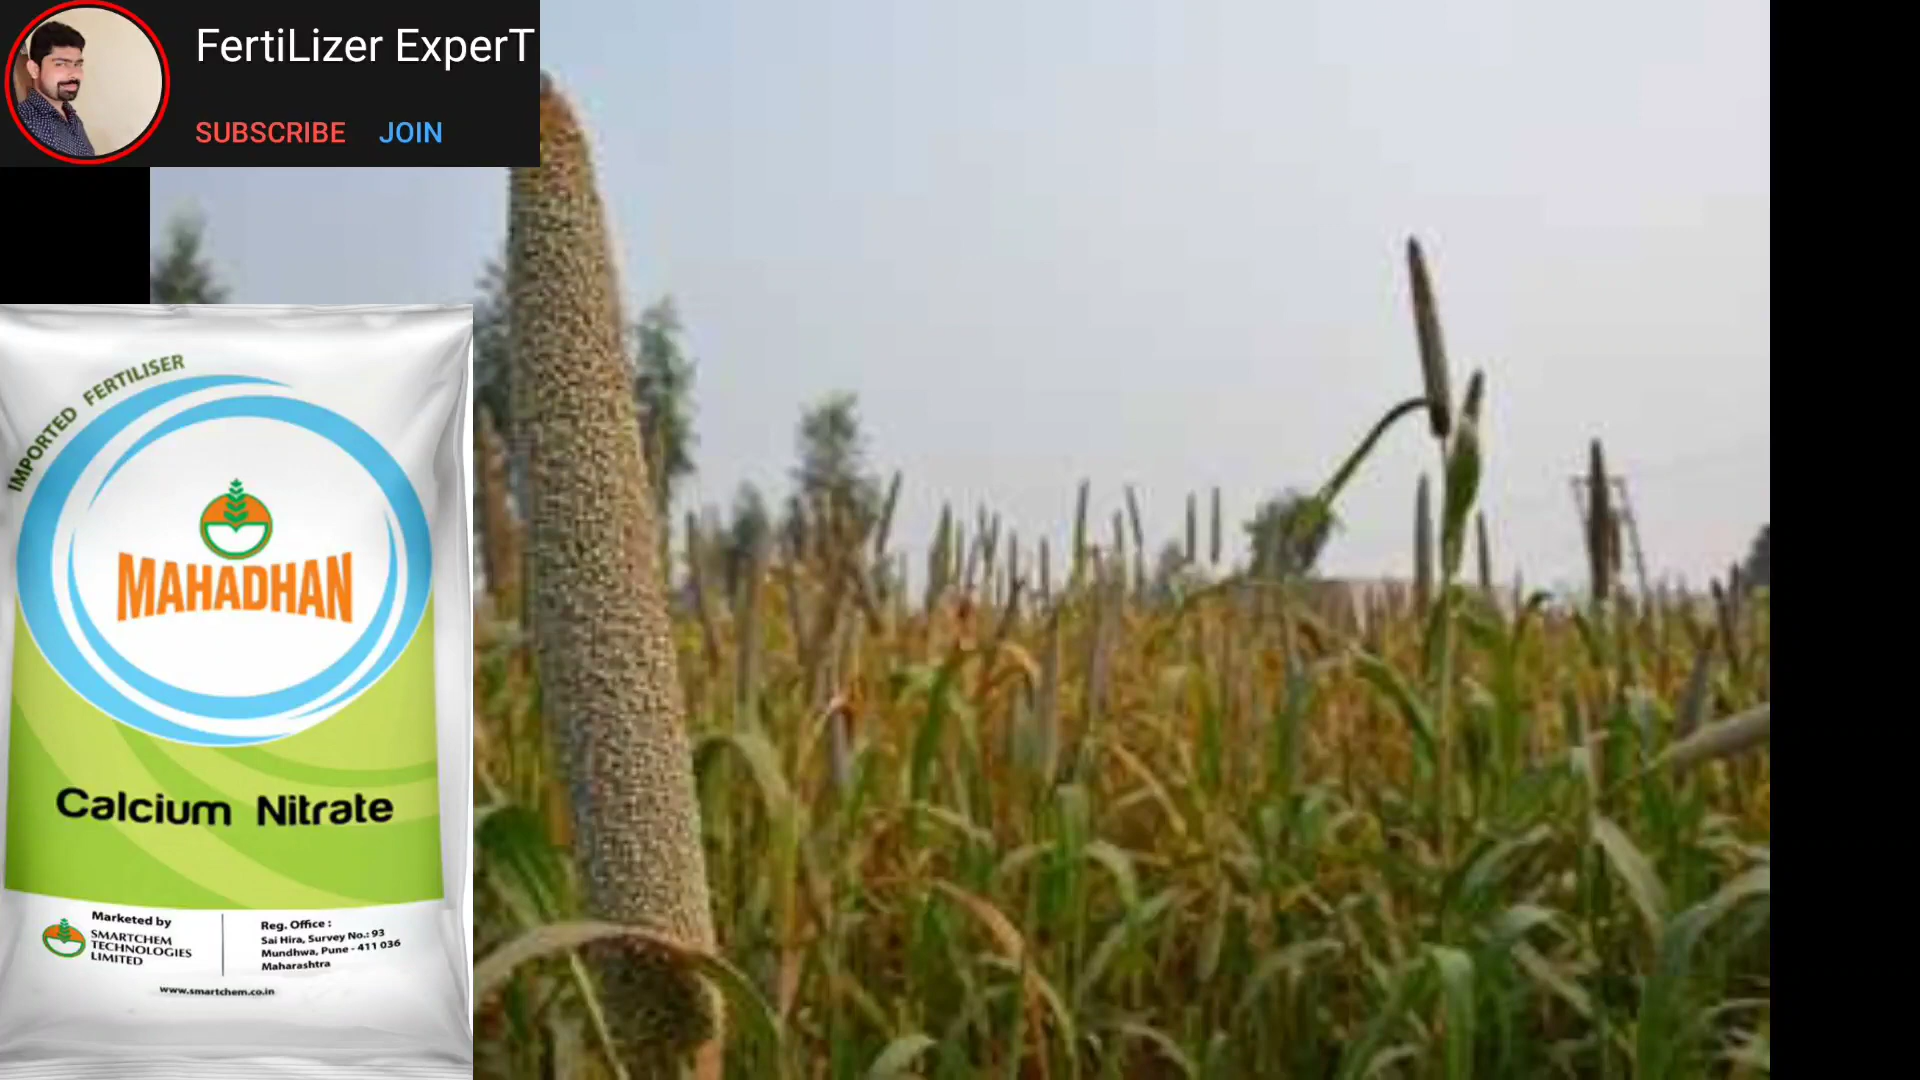 FertiLizer ExperT
SUBSCRIBE JOIN
IMPORTED FERTILISER
MAHADHAN
Calcium Nitrate
Marketed by
SMARTCHEM
TECHNOLOGIES
LIMITED
Reg. Office :
Sai Hira, Survey No.: 93
Mundhwa, Pune - 411 036
Maharashtra
www.smartchem.co.in